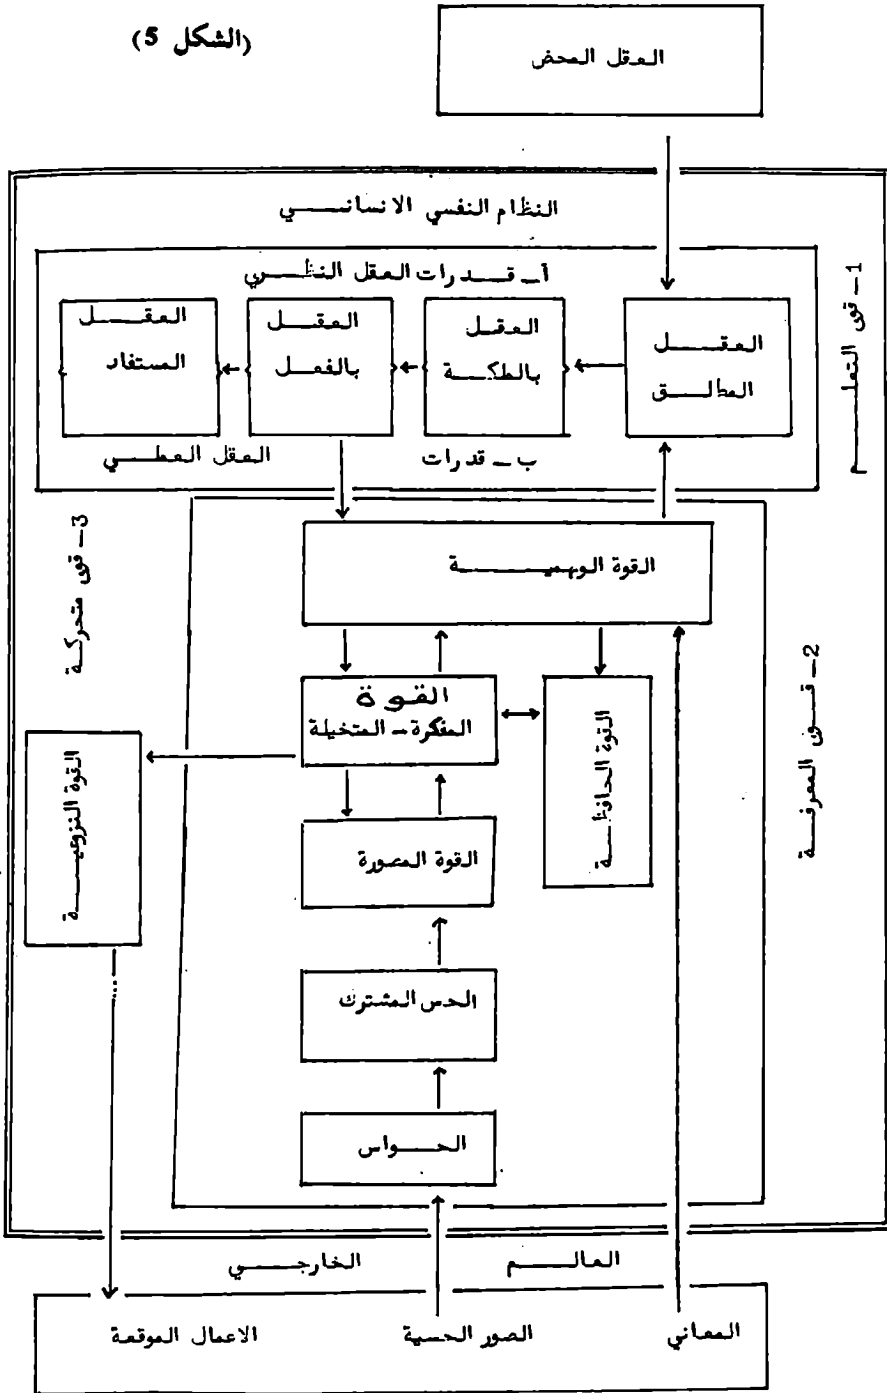 (الشكل 5)
العقل المحض
النظام النفسي الانساني
1- قوى التعلم
أ- قدرات العقل النظري
العقل
المطلق
العقل
بالملكة
العقل
بالفعل
العقل
المستفاد
ب- قدرات العقل العملي
2- قوى المعرفة
3- قوى متحركة
القوة الوهمية
القوة
المفكرة - المتخيلة
القوة الحافظة
القوة النزوعية
القوة المصورة
الحس المشترك
الحواس
العالم الخارجي
المعاني
الصور الحسية
الاعمال الموقعة